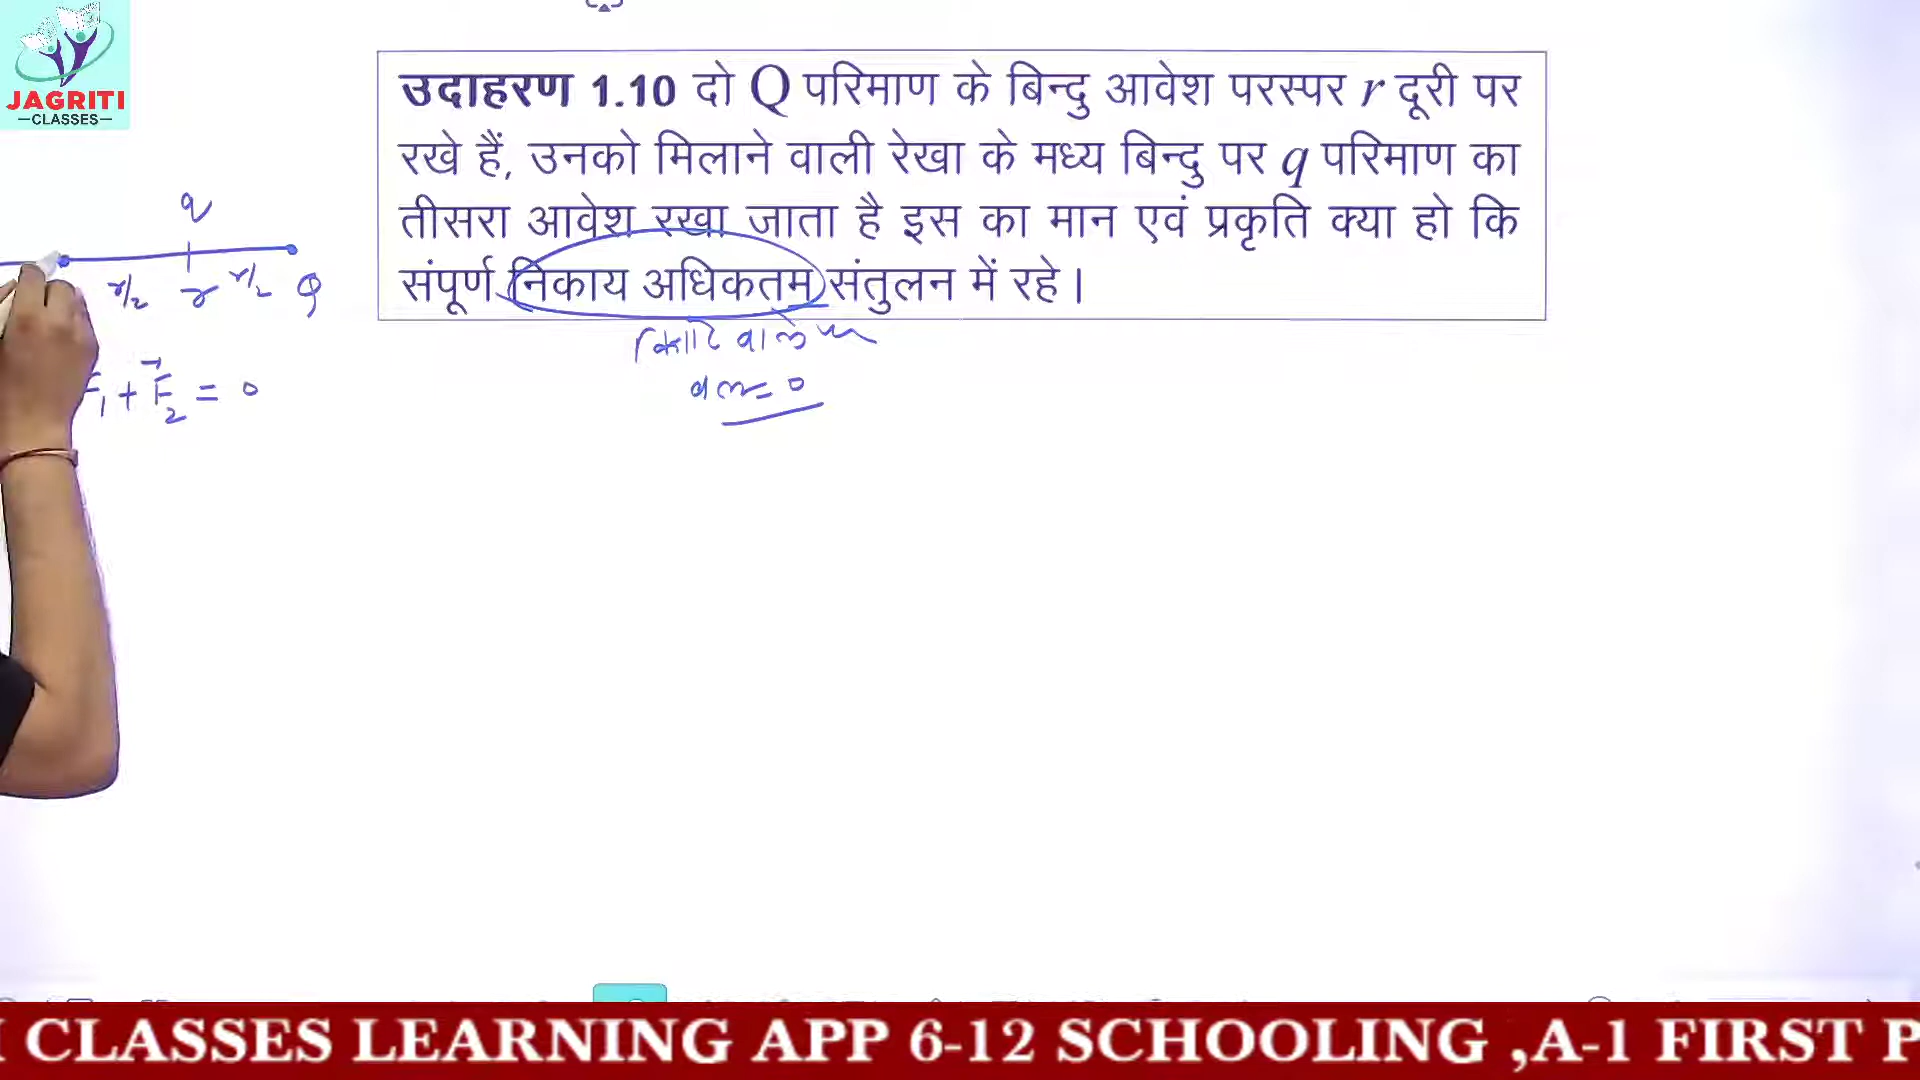 JAGRITI
—CLASSES—
उदाहरण 1.10 दो Q परिमाण के बिन्दु आवेश परस्पर r दूरी पर
रखे हैं, उनको मिलाने वाली रेखा के मध्य बिन्दु पर q परिमाण का
तीसरा आवेश रखा जाता है इस का मान एवं प्रकृति क्या हो कि
संपूर्ण निकाय अधिकतम संतुलन में रहे।
q
r/2 r r/2 Q
F₁ + F₂ = 0
बल = 0
CLASSES LEARNING APP 6-12 SCHOOLING ,A-1 FIRST P